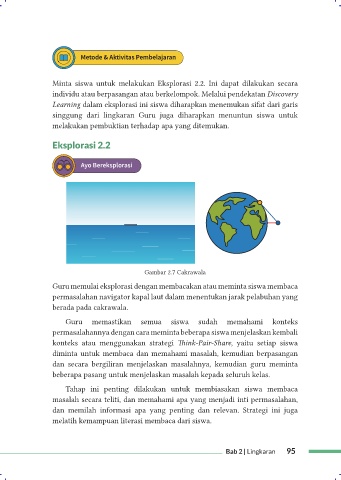 Metode & Aktivitas Pembelajaran
Minta siswa untuk melakukan Eksplorasi 2.2. Ini dapat dilakukan secara
individu atau berpasangan atau berkelompok. Melalui pendekatan Discovery
Learning dalam eksplorasi ini siswa diharapkan menemukan sifat dari garis
singgung dari lingkaran Guru juga diharapkan menuntun siswa untuk
melakukan pembuktian terhadap apa yang ditemukan.
Eksplorasi 2.2
Ayo Bereksplorasi
Gambar 2.7 Cakrawala
Guru memulai eksplorasi dengan membacakan atau meminta siswa membaca
permasalahan navigator kapal laut dalam menentukan jarak pelabuhan yang
berada pada cakrawala.
Guru memastikan semua siswa sudah memahami konteks
permasalahannya dengan cara meminta beberapa siswa menjelaskan kembali
konteks atau menggunakan strategi Think-Pair-Share, yaitu setiap siswa
diminta untuk membaca dan memahami masalah, kemudian berpasangan
dan secara bergiliran menjelaskan masalahnya, kemudian guru meminta
beberapa pasang untuk menjelaskan masalah kepada seluruh kelas.
Tahap ini penting dilakukan untuk membiasakan siswa membaca
masalah secara teliti, dan memahami apa yang menjadi inti permasalahan,
dan memilah informasi apa yang penting dan relevan. Strategi ini juga
melatih kemampuan literasi membaca dari siswa.
Bab 2 | Lingkaran 95